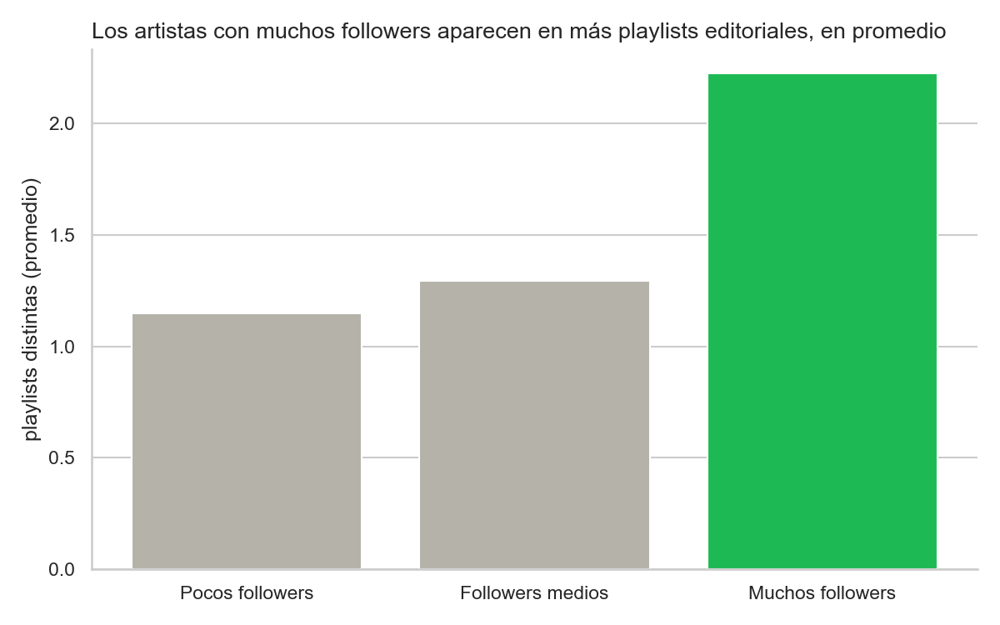 Los artistas con muchos followers aparecen en más playlists editoriales, en promedio
playlists distintas (promedio)
2.0
1.5
1.0
0.5
0.0
Pocos followers
Followers medios
Muchos followers